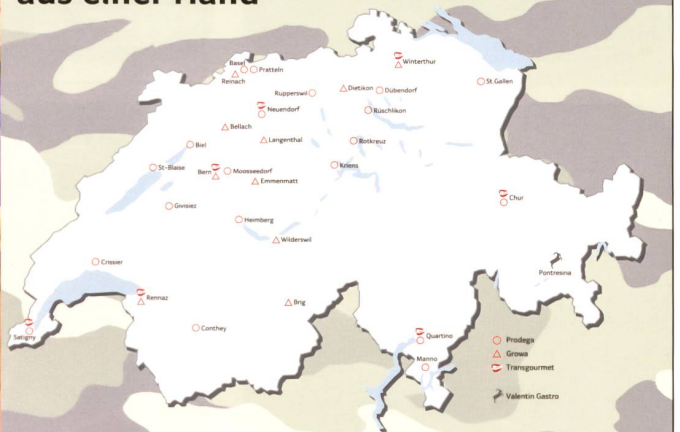 aus einer Hand
Winterthur
Basel
Pratteln
Reinach
St.Gallen
Rupperswil
Dietikon
Dübendorf
Neuendorf
Rüschlikon
Bellach
Langenthal
Rotkreuz
Biel
St-Blaise
Bern
Moosseedorf
Kriens
Emmenmatt
Chur
Givisiez
Heimberg
Wilderswil
Crissier
Pontresina
Rennaz
Brig
Satigny
Conthey
Quartino
Manno
Prodega
Growa
Transgourmet
Valentin Gastro